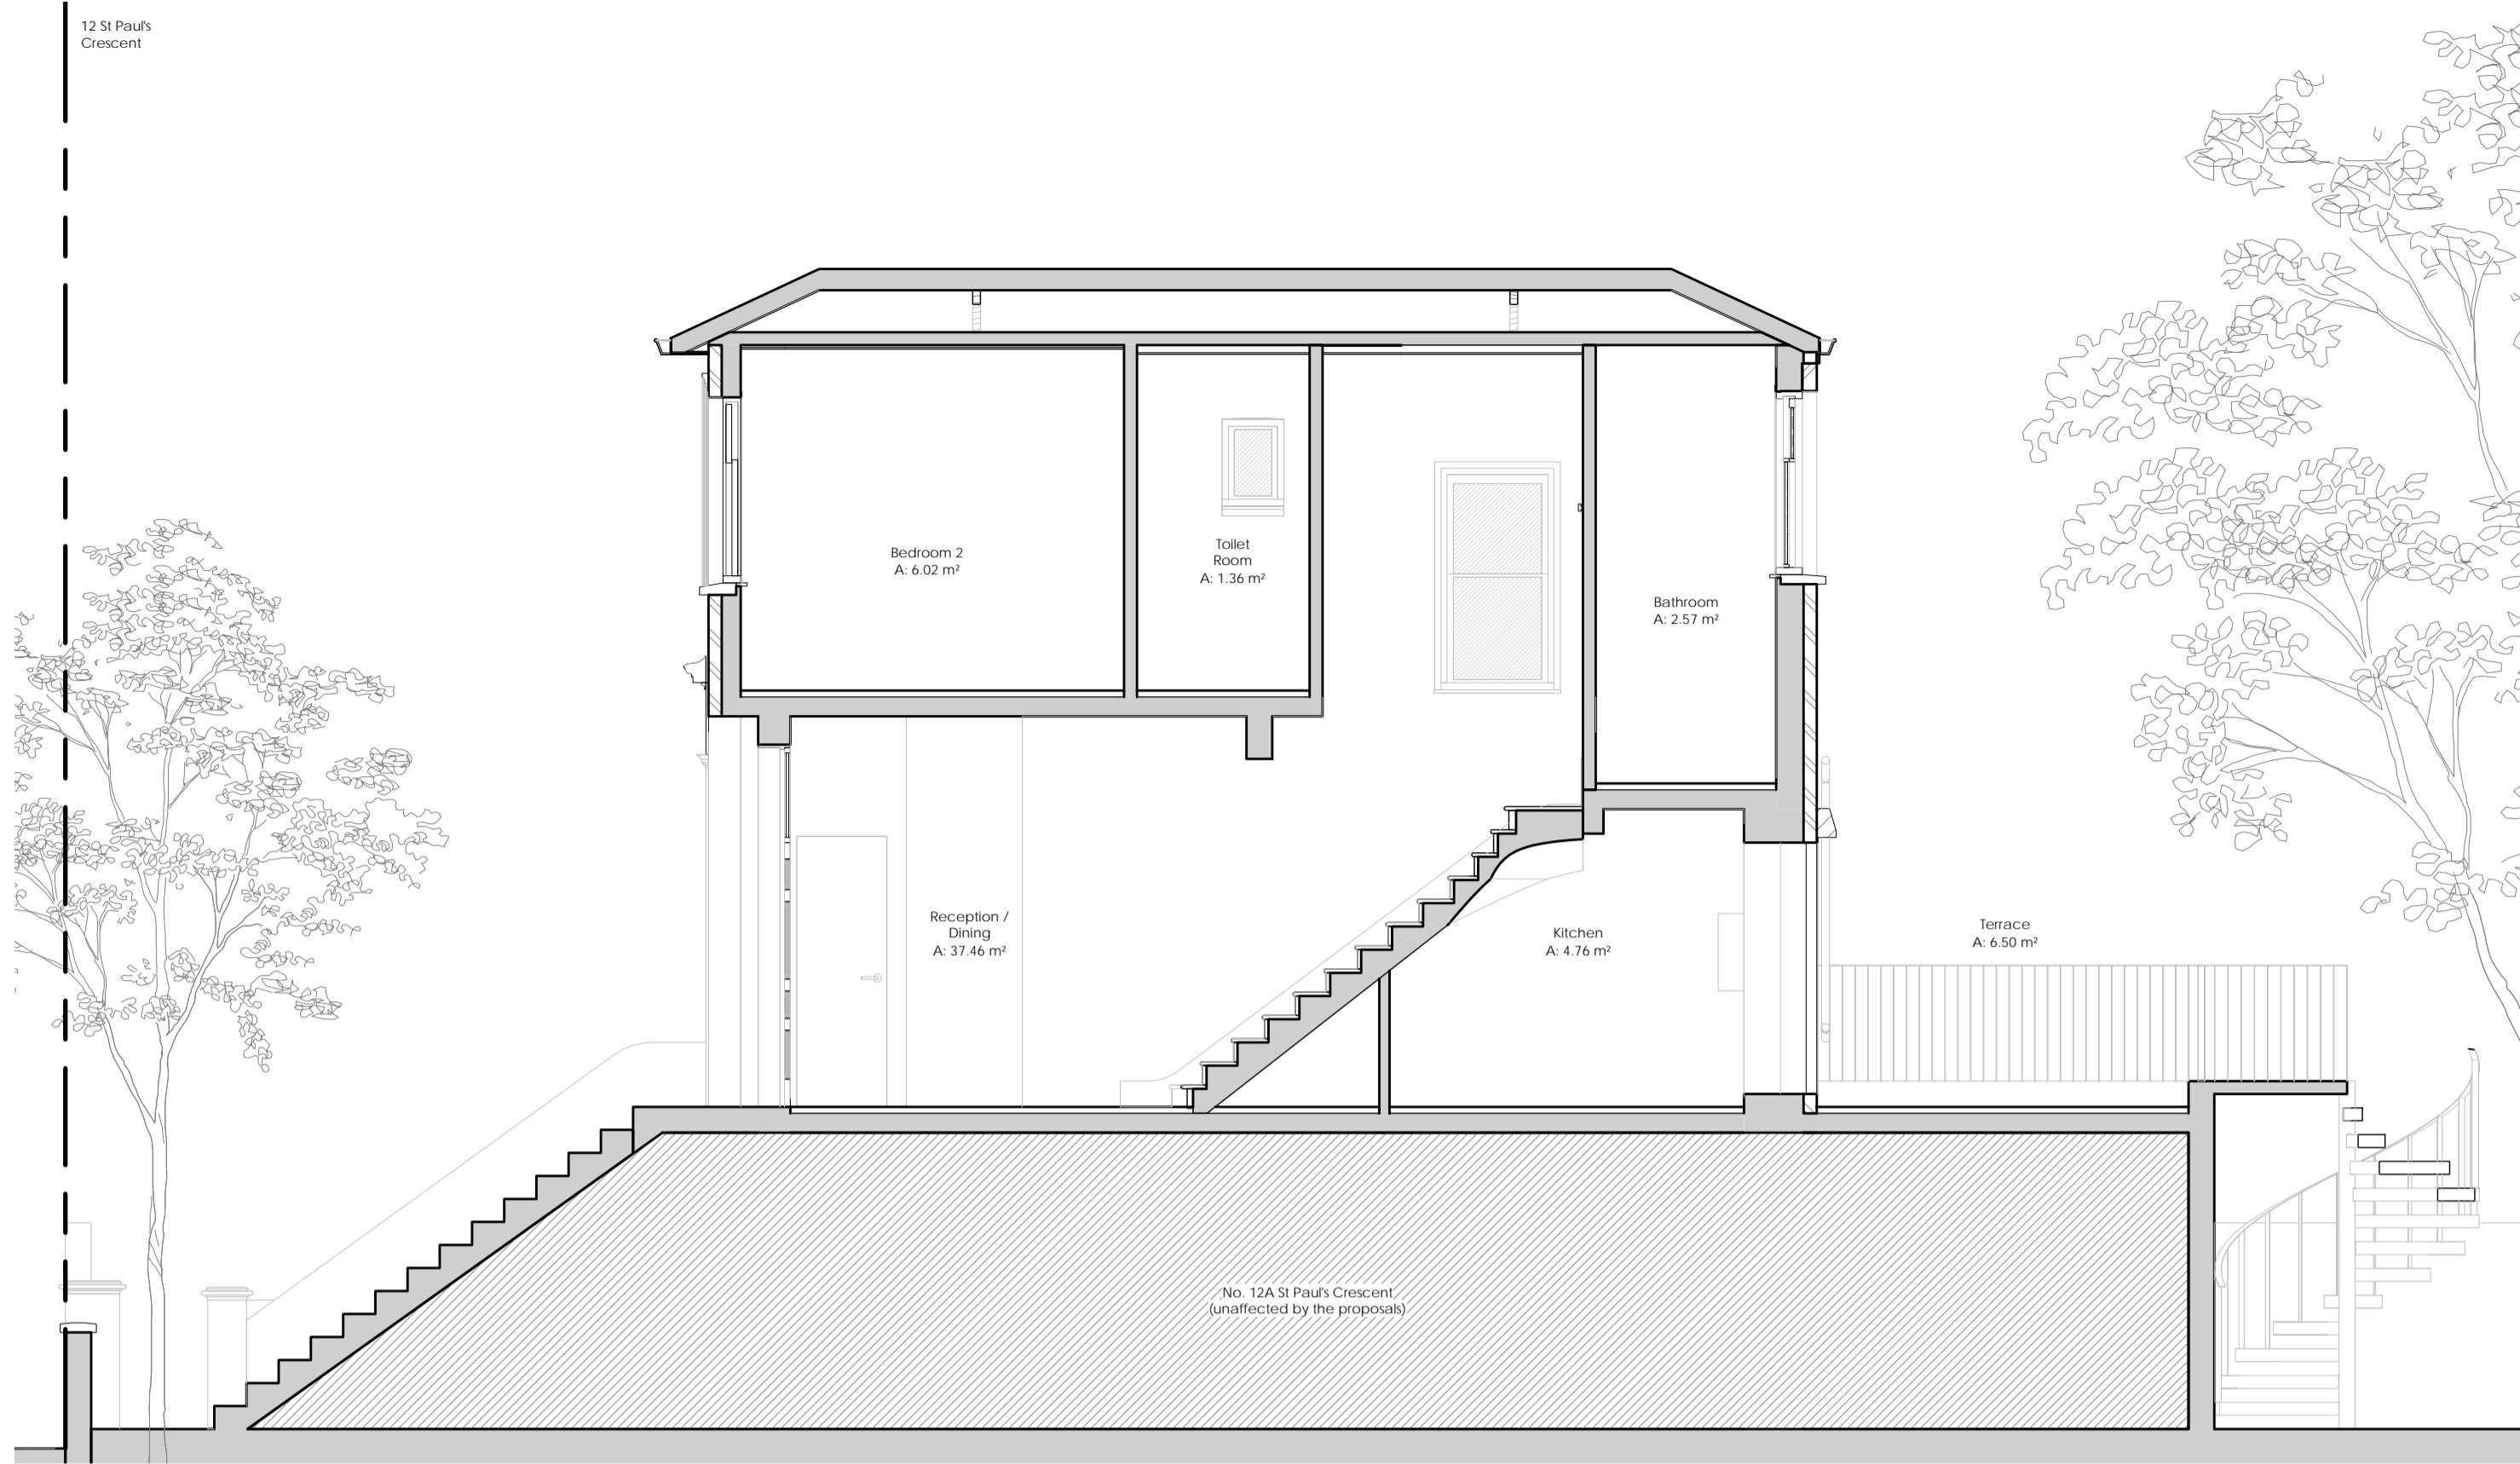 12 St Paul's
Crescent
Bedroom 2
A: 6.02 m²
Toilet
Room
A: 1.36 m²
Bathroom
A: 2.57 m²
Reception /
Dining
A: 37.46 m²
Kitchen
A: 4.76 m²
Terrace
A: 6.50 m²
No. 12A St Paul's Crescent
(unaffected by the proposals)